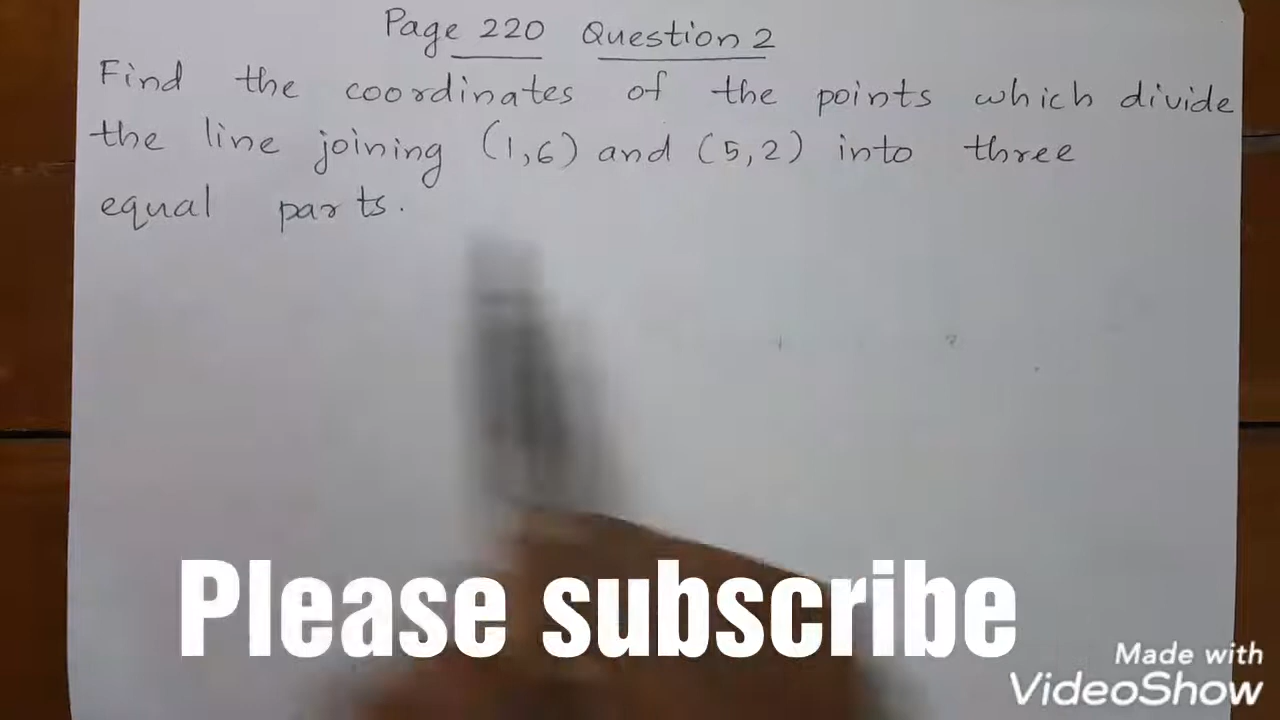 Page 220 Question 2
Find the coordinates of the points which divide
the line joining (1,6) and (5,2) into three
equal parts.
Please subscribe
Made with
VideoShow